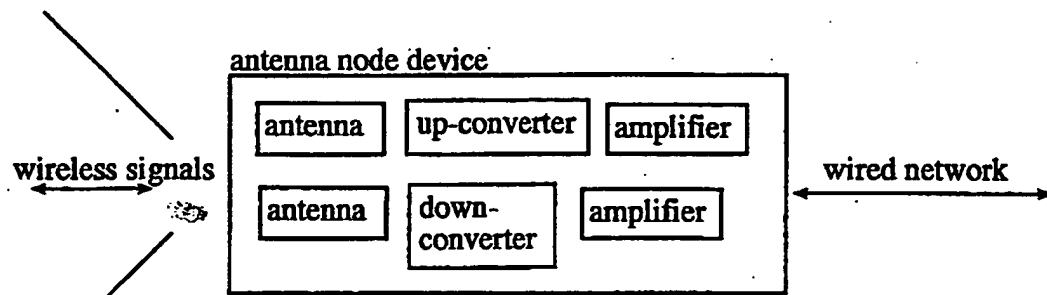 antenna node device
antenna
up-converter
amplifier
wireless signals
wired network
antenna
down-
converter
amplifier